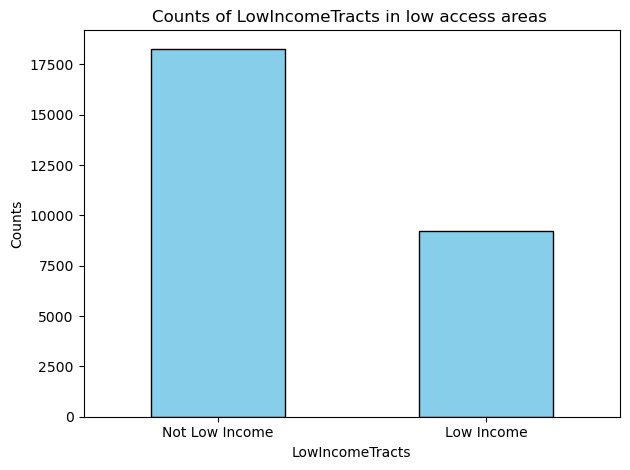 Counts of LowIncomeTracts in low access areas
17500
15000
12500
10000
7500
5000
2500
0
Counts
Not Low Income
Low Income
LowIncomeTracts